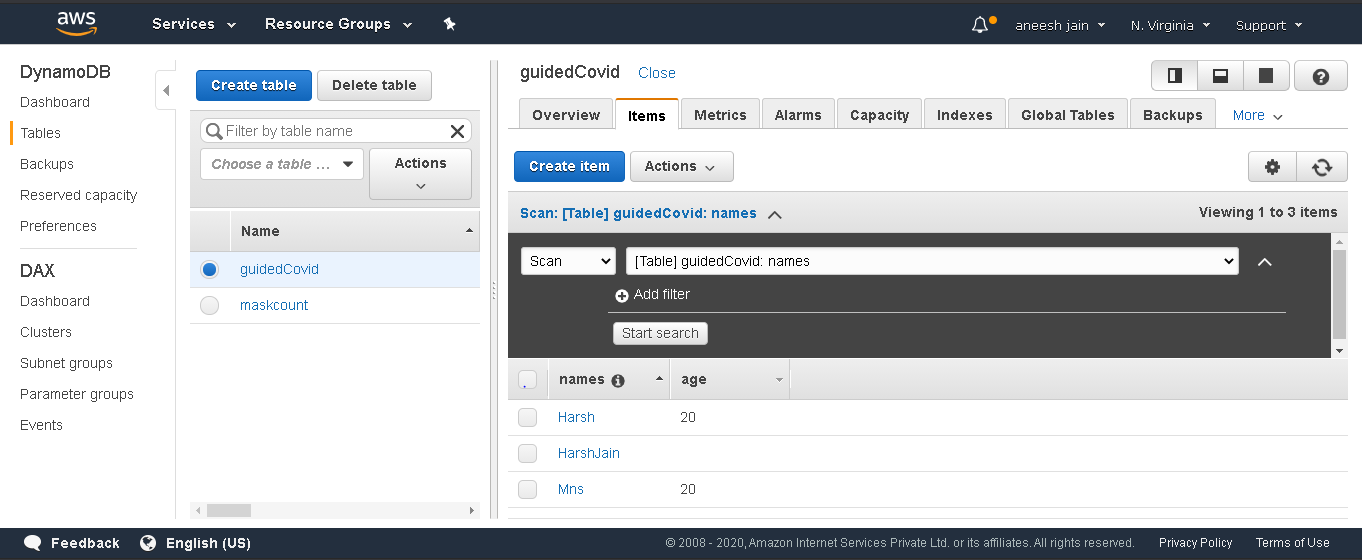 aws Services Resource Groups aneesh jain N. Virginia Support
DynamoDB
Dashboard
Tables
Backups
Reserved capacity
Preferences
DAX
Dashboard
Clusters
Subnet groups
Parameter groups
Events
Create table Delete table
Filter by table name
Choose a table ... Actions
Name
guidedCovid
maskcount
guidedCovid Close
Overview Items Metrics Alarms Capacity Indexes Global Tables Backups More
Create item Actions
Scan: [Table] guidedCovid: names Viewing 1 to 3 items
Scan [Table] guidedCovid: names
Add filter
Start search
names age
Harsh 20
HarshJain
Mns 20
Feedback English (US) © 2008 - 2020, Amazon Internet Services Private Ltd. or its affiliates. All rights reserved. Privacy Policy Terms of Use